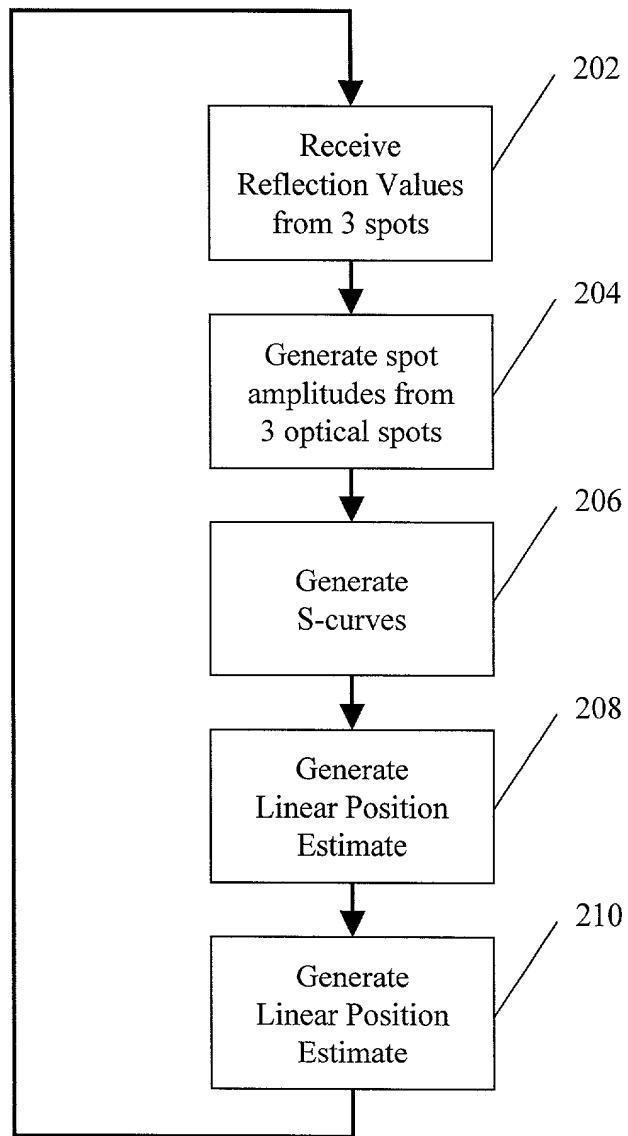 202
Receive
Reflection Values
from 3 spots
204
Generate spot
amplitudes from
3 optical spots
206
Generate
S-curves
208
Generate
Linear Position
Estimate
210
Generate
Linear Position
Estimate